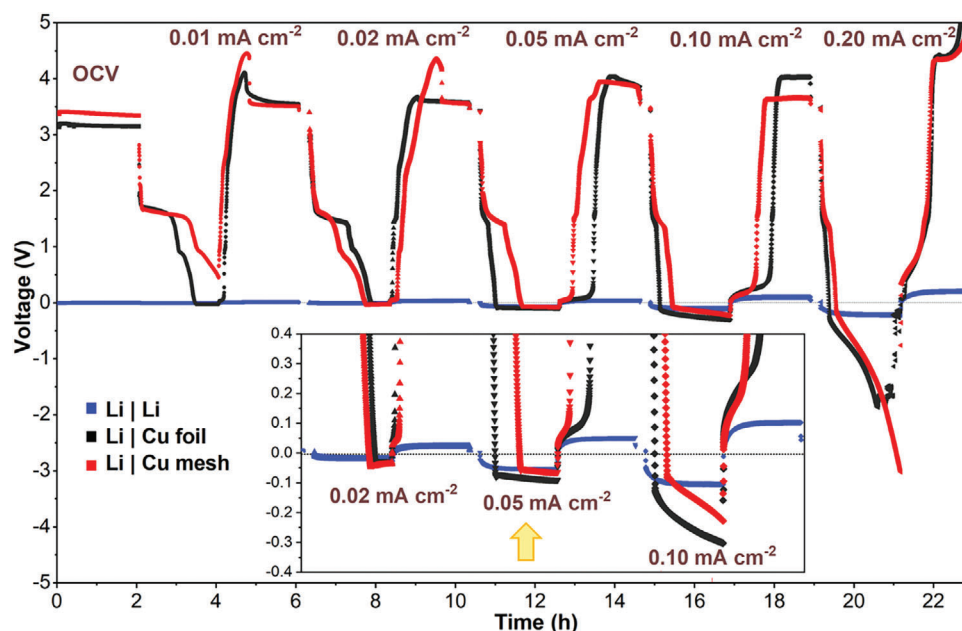 5
4
3
2
1
0
-1
-2
-3
-4
-5
Voltage (V)
OCV
0.01 mA cm⁻²
0.02 mA cm⁻²
0.05 mA cm⁻²
0.10 mA cm⁻²
0.20 mA cm⁻²
Li | Li
Li | Cu foil
Li | Cu mesh
0.4
0.3
0.2
0.1
0.0
-0.1
-0.2
-0.3
-0.4
0.02 mA cm⁻²
0.05 mA cm⁻²
0.10 mA cm⁻²
0 2 4 6 8 10 12 14 16 18 20 22
Time (h)